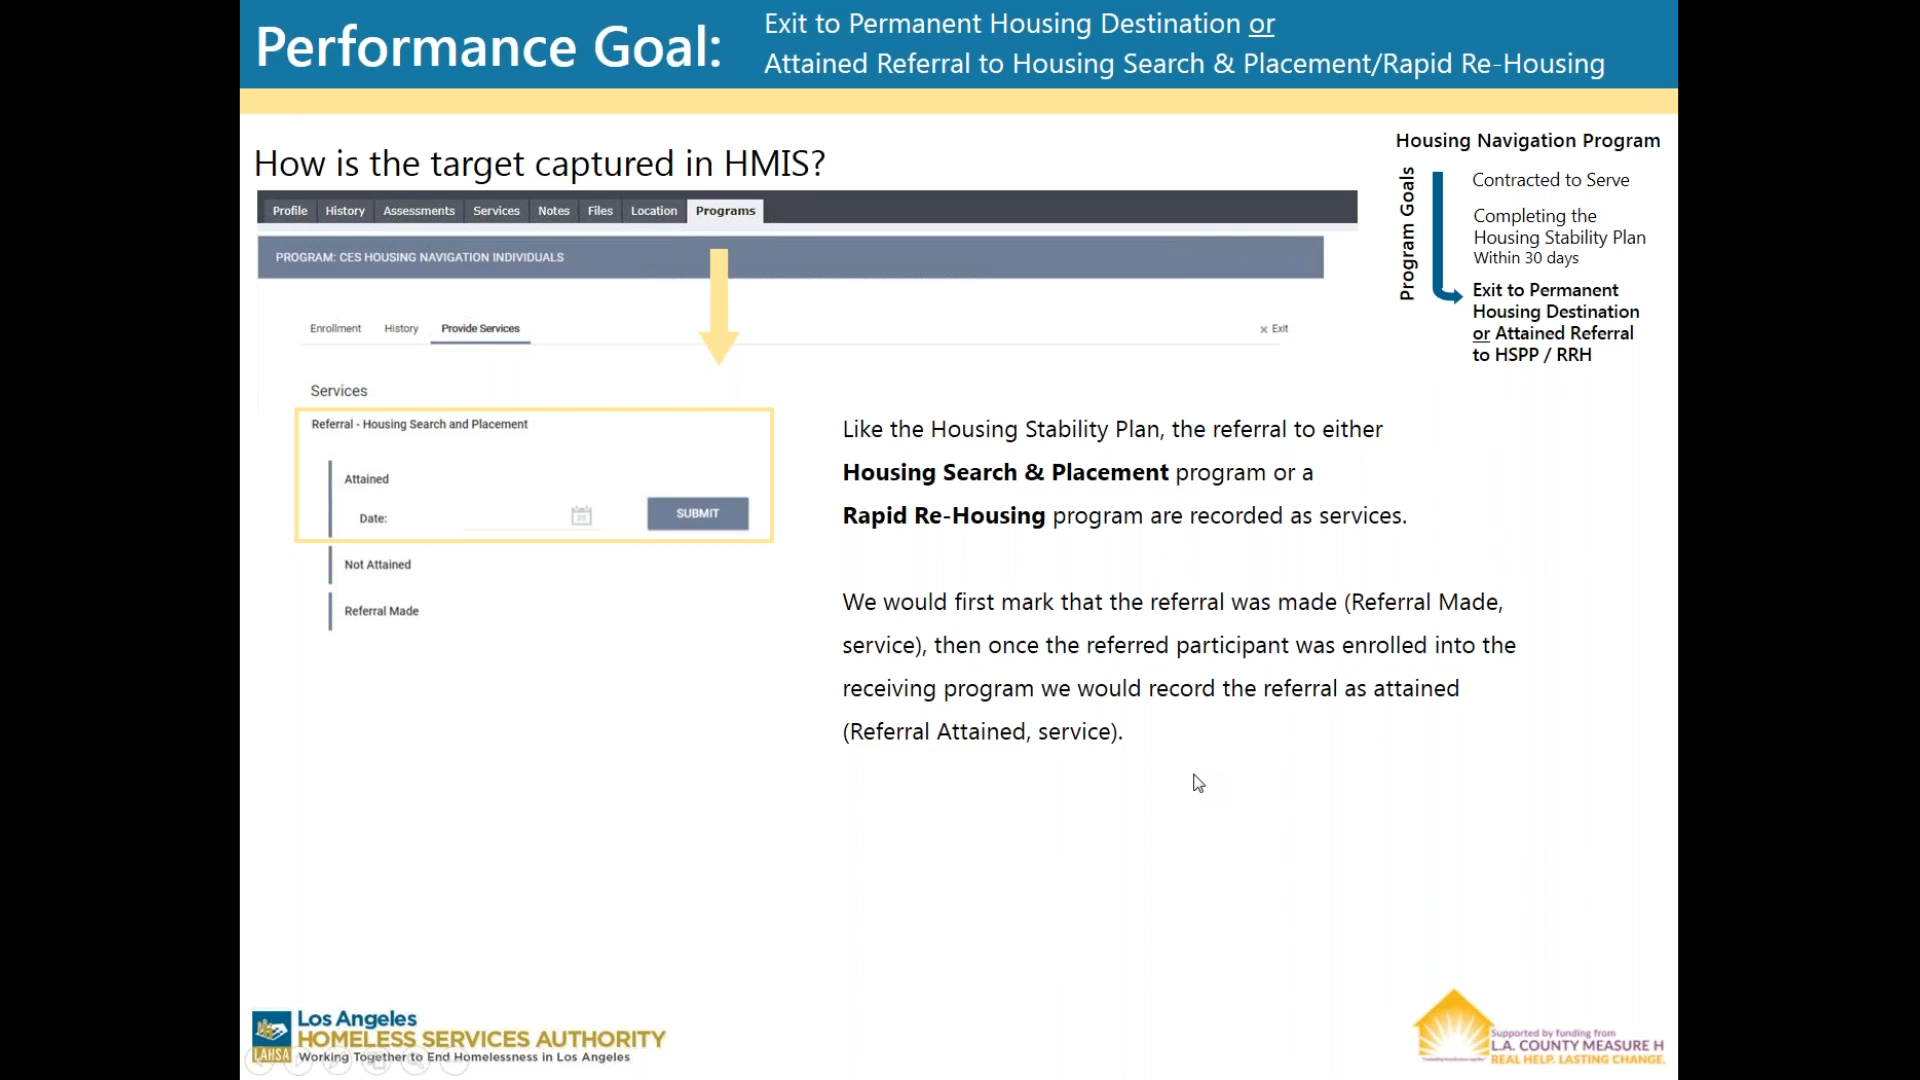 Performance Goal:
Exit to Permanent Housing Destination or
Attained Referral to Housing Search & Placement/Rapid Re-Housing
How is the target captured in HMIS?
Profile History Assessments Services Notes Files Location Programs
PROGRAM: CES HOUSING NAVIGATION INDIVIDUALS
Enrollment History Provide Services × Exit
Services
Referral - Housing Search and Placement
Attained
Date: 25 SUBMIT
Not Attained
Referral Made
Like the Housing Stability Plan, the referral to either
Housing Search & Placement program or a
Rapid Re-Housing program are recorded as services.
We would first mark that the referral was made (Referral Made,
service), then once the referred participant was enrolled into the
receiving program we would record the referral as attained
(Referral Attained, service).
Housing Navigation Program
Program Goals
Contracted to Serve
Completing the
Housing Stability Plan
Within 30 days
Exit to Permanent
Housing Destination
or Attained Referral
to HSPP / RRH
LAHSA
Los Angeles
HOMELESS SERVICES AUTHORITY
Working Together to End Homelessness in Los Angeles
Supported by funding from
L.A. COUNTY MEASURE H
REAL HELP. LASTING CHANGE.